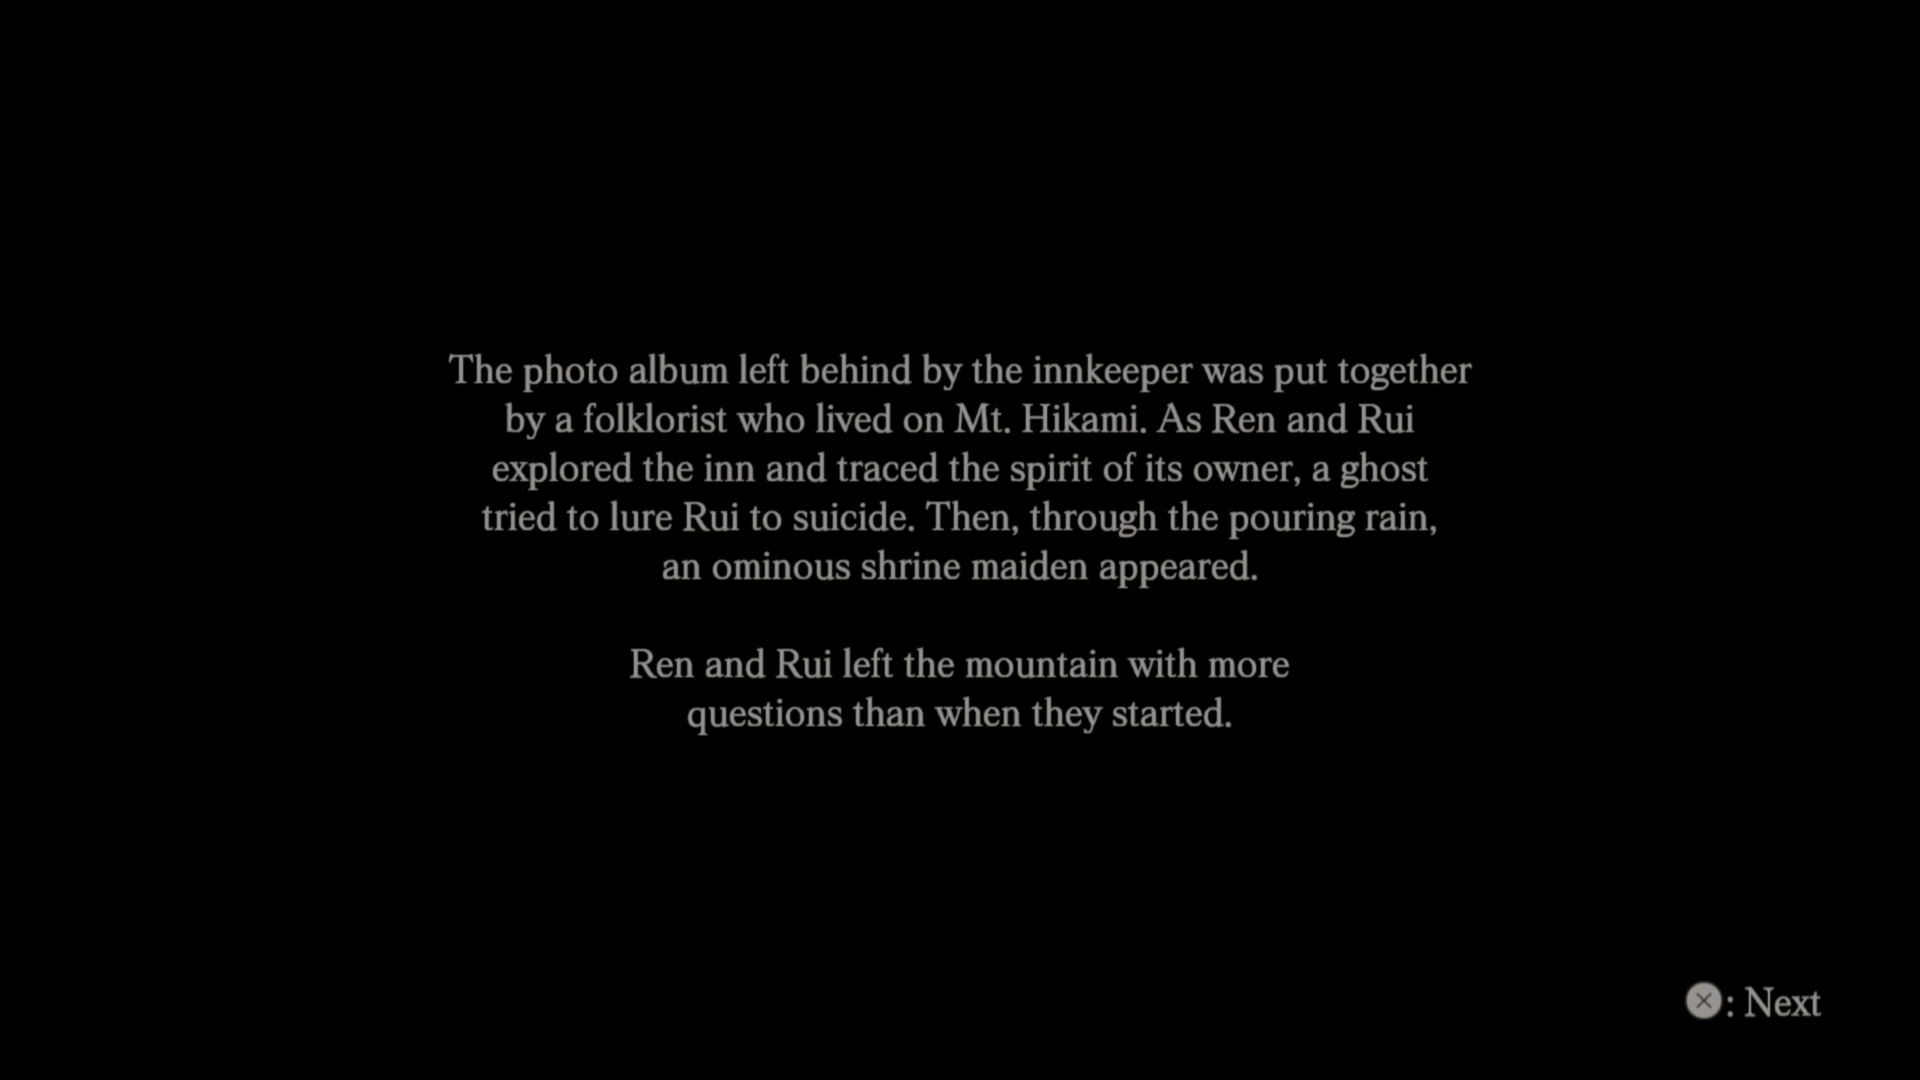 The photo album left behind by the innkeeper was put together
by a folklorist who lived on Mt. Hikami. As Ren and Rui
explored the inn and traced the spirit of its owner, a ghost
tried to lure Rui to suicide. Then, through the pouring rain,
an ominous shrine maiden appeared.
Ren and Rui left the mountain with more
questions than when they started.
: Next